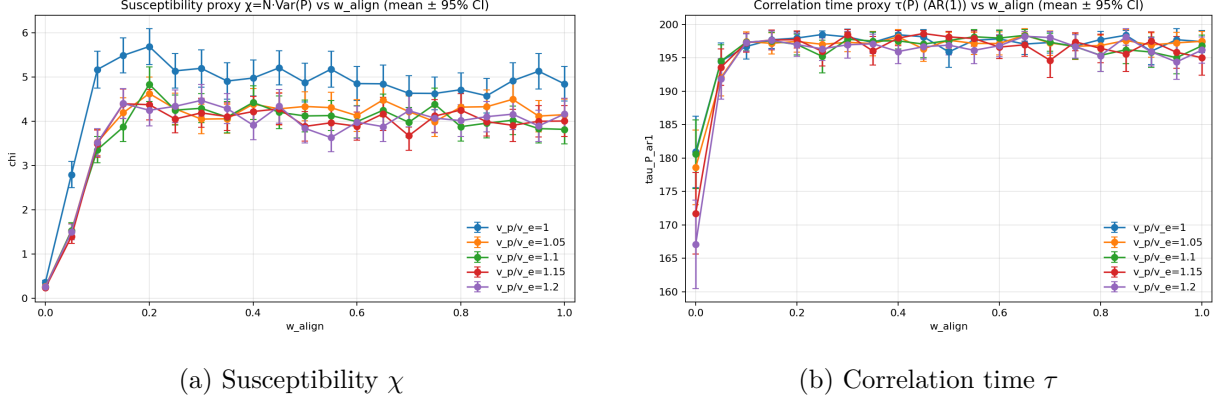 Susceptibility proxy χ=N·Var(P) vs w_align (mean ± 95% CI)
6
5
4
3
2
1
0
chi
0.0 0.2 0.4 0.6 0.8 1.0
w_align
v_p/v_e=1
v_p/v_e=1.05
v_p/v_e=1.1
v_p/v_e=1.15
v_p/v_e=1.2
(a) Susceptibility χ
Correlation time proxy τ(P) (AR(1)) vs w_align (mean ± 95% CI)
200
195
190
185
180
175
170
165
160
tau_P_ar1
0.0 0.2 0.4 0.6 0.8 1.0
w_align
v_p/v_e=1
v_p/v_e=1.05
v_p/v_e=1.1
v_p/v_e=1.15
v_p/v_e=1.2
(b) Correlation time τ